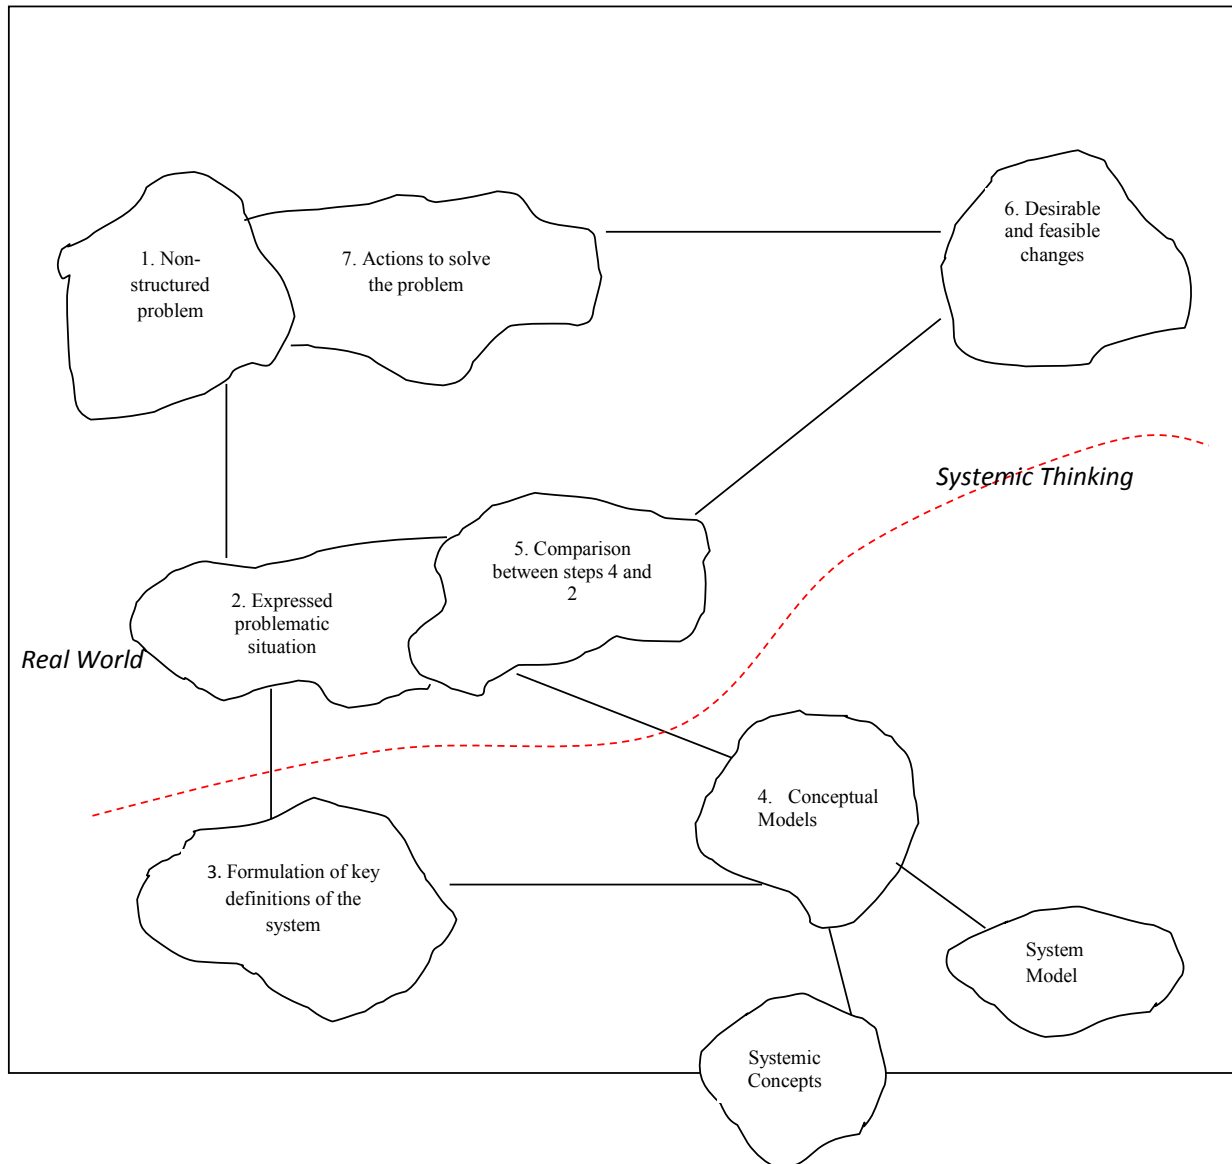 1. Non-
structured
problem
7. Actions to solve
the problem
6. Desirable
and feasible
changes
Systemic Thinking
5. Comparison
between steps 4 and
2
2. Expressed
problematic
situation
Real World
4. Conceptual
Models
3. Formulation of key
definitions of the
system
System
Model
Systemic
Concepts